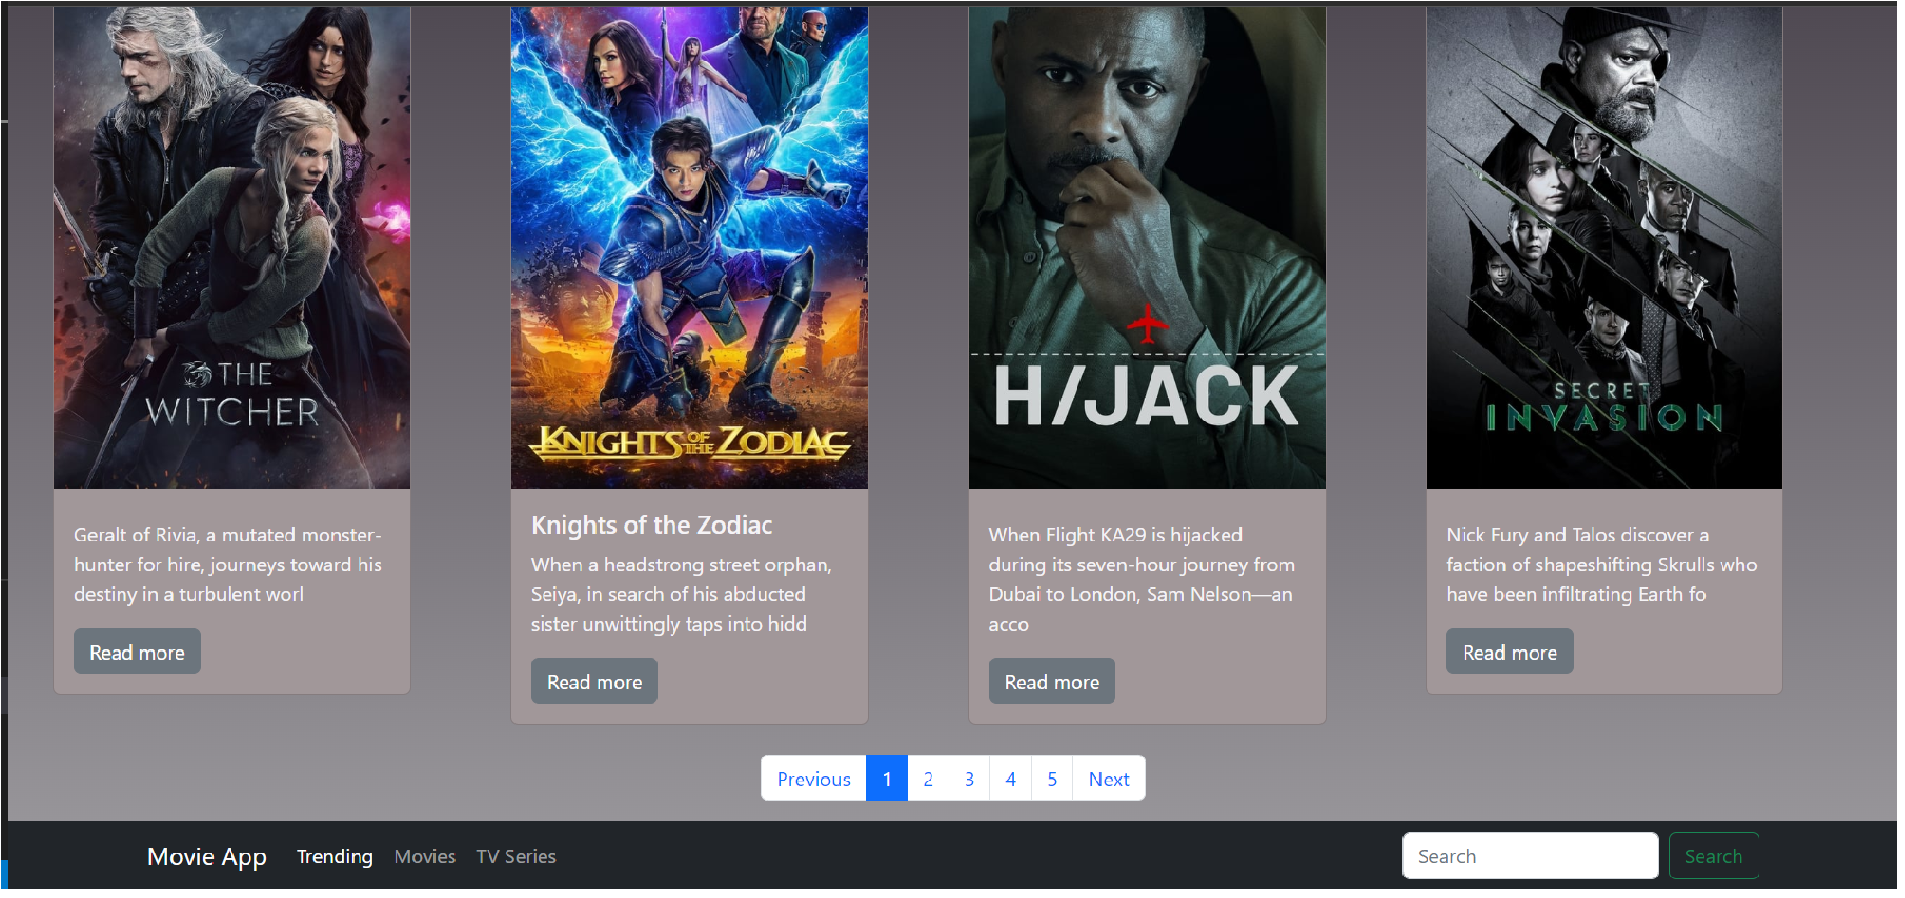 THE
WITCHER
KNIGHTS OF THE ZODIAC
H/JACK
SECRET
INVASION
Geralt of Rivia, a mutated monster-
hunter for hire, journeys toward his
destiny in a turbulent worl
Read more
Knights of the Zodiac
When a headstrong street orphan,
Seiya, in search of his abducted
sister unwittingly taps into hidd
Read more
When Flight KA29 is hijacked
during its seven-hour journey from
Dubai to London, Sam Nelson—an
acco
Read more
Nick Fury and Talos discover a
faction of shapeshifting Skrulls who
have been infiltrating Earth fo
Read more
Previous 1 2 3 4 5 Next
Movie App Trending Movies TV Series Search Search